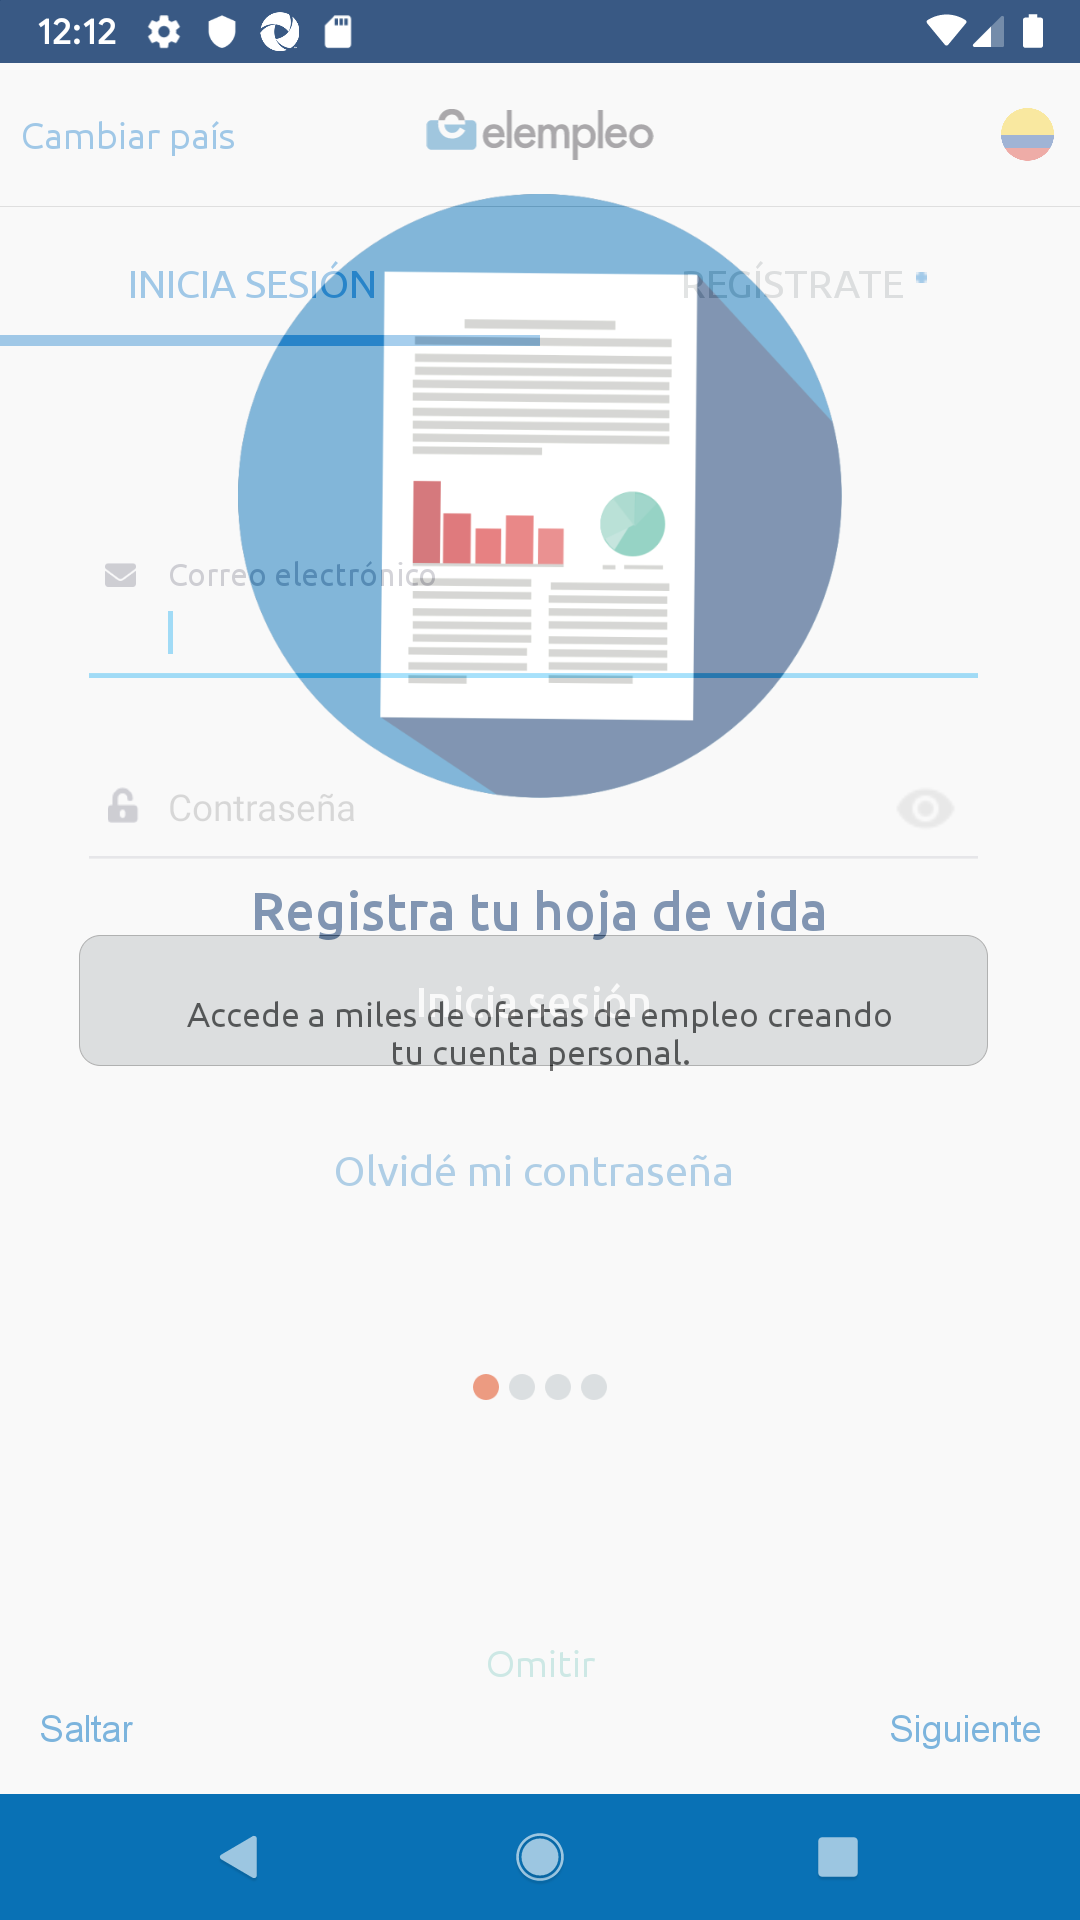 12:12
Cambiar país
elempleo
INICIA SESIÓN
REGÍSTRATE
Correo electrónico
Contraseña
Registra tu hoja de vida
Inicia sesión
Accede a miles de ofertas de empleo creando
tu cuenta personal.
Olvidé mi contraseña
Omitir
Saltar
Siguiente